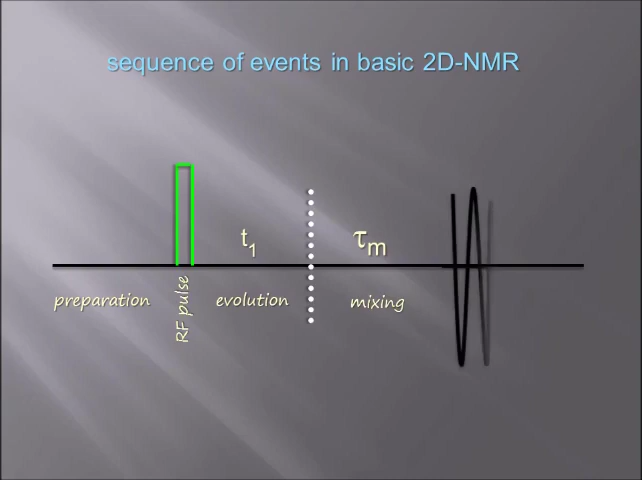 sequence of events in basic 2D-NMR
t₁
τₘ
preparation
RF pulse
evolution
mixing